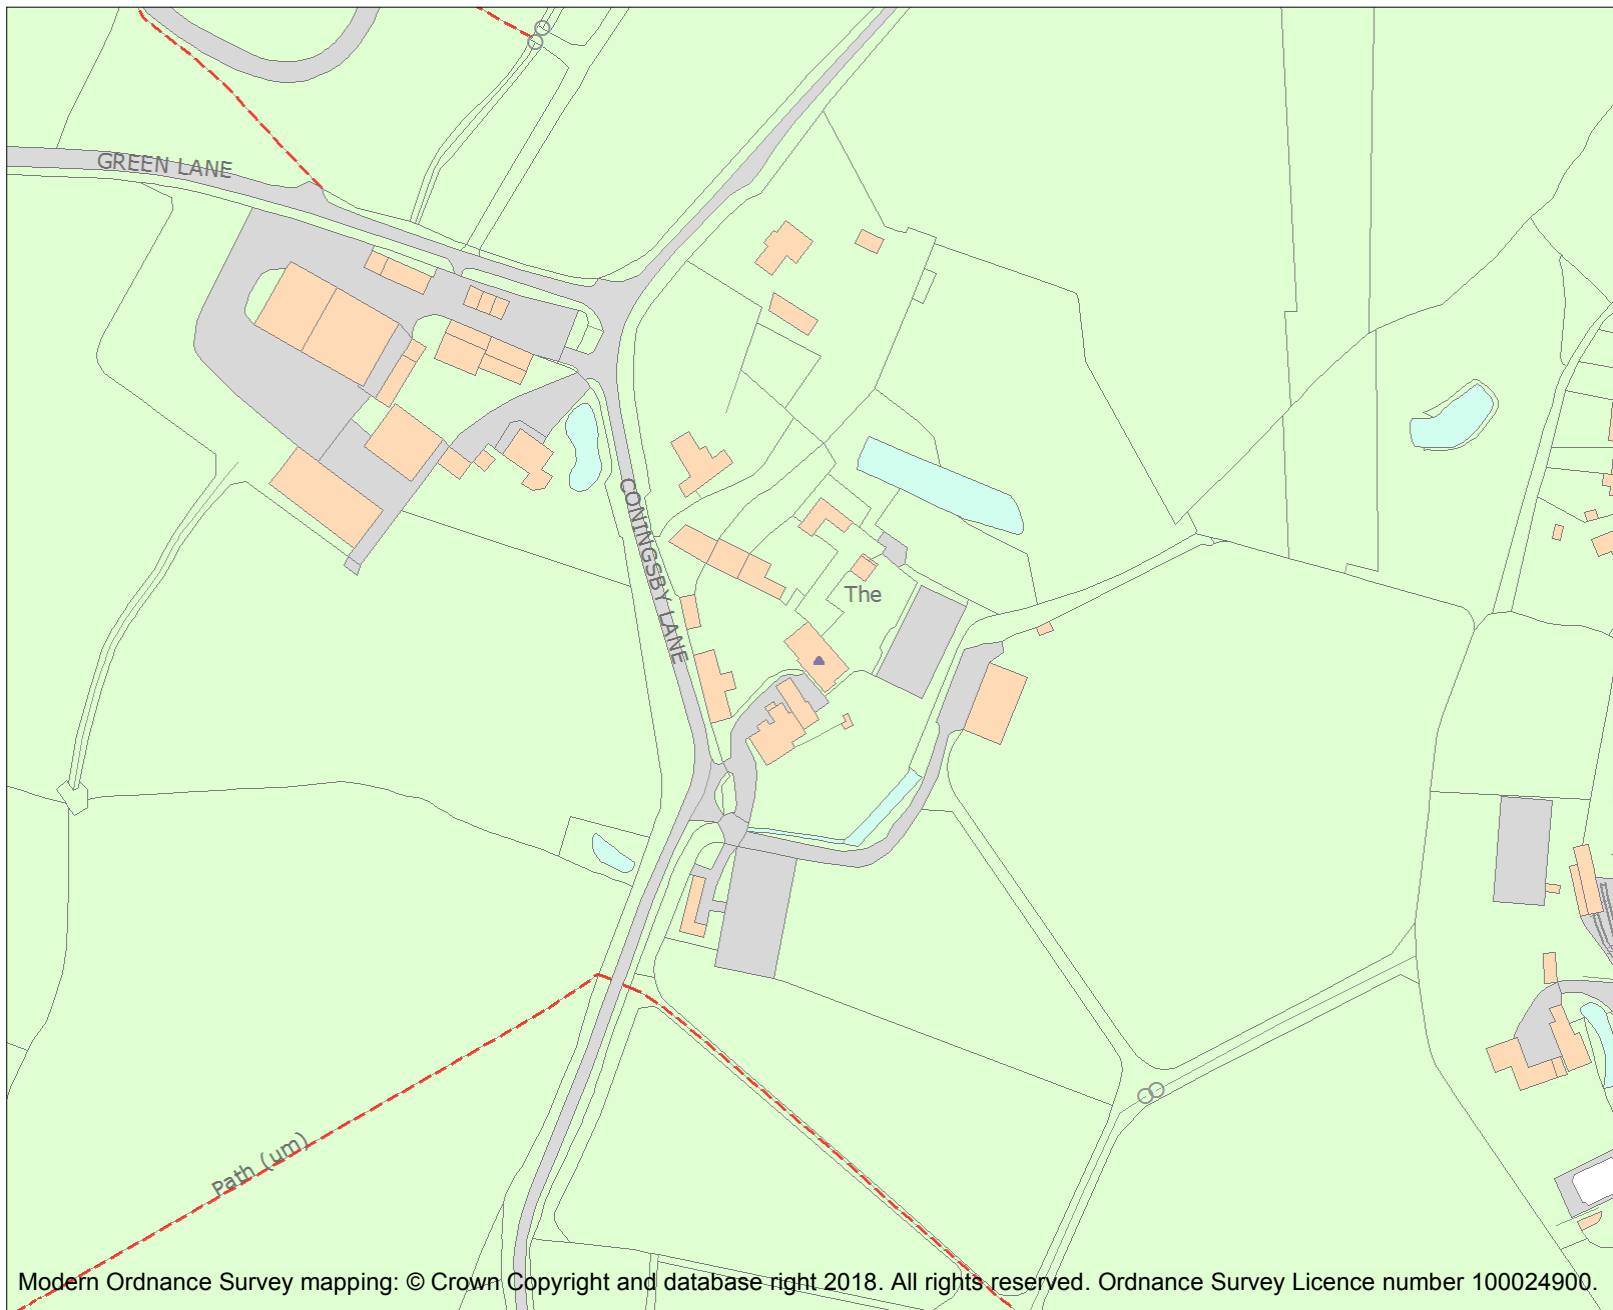 GREEN LANE
CONINGSBY LANE
The
Path (um)
Modern Ordnance Survey mapping: © Crown Copyright and database right 2018. All rights reserved. Ordnance Survey Licence number 100024900.